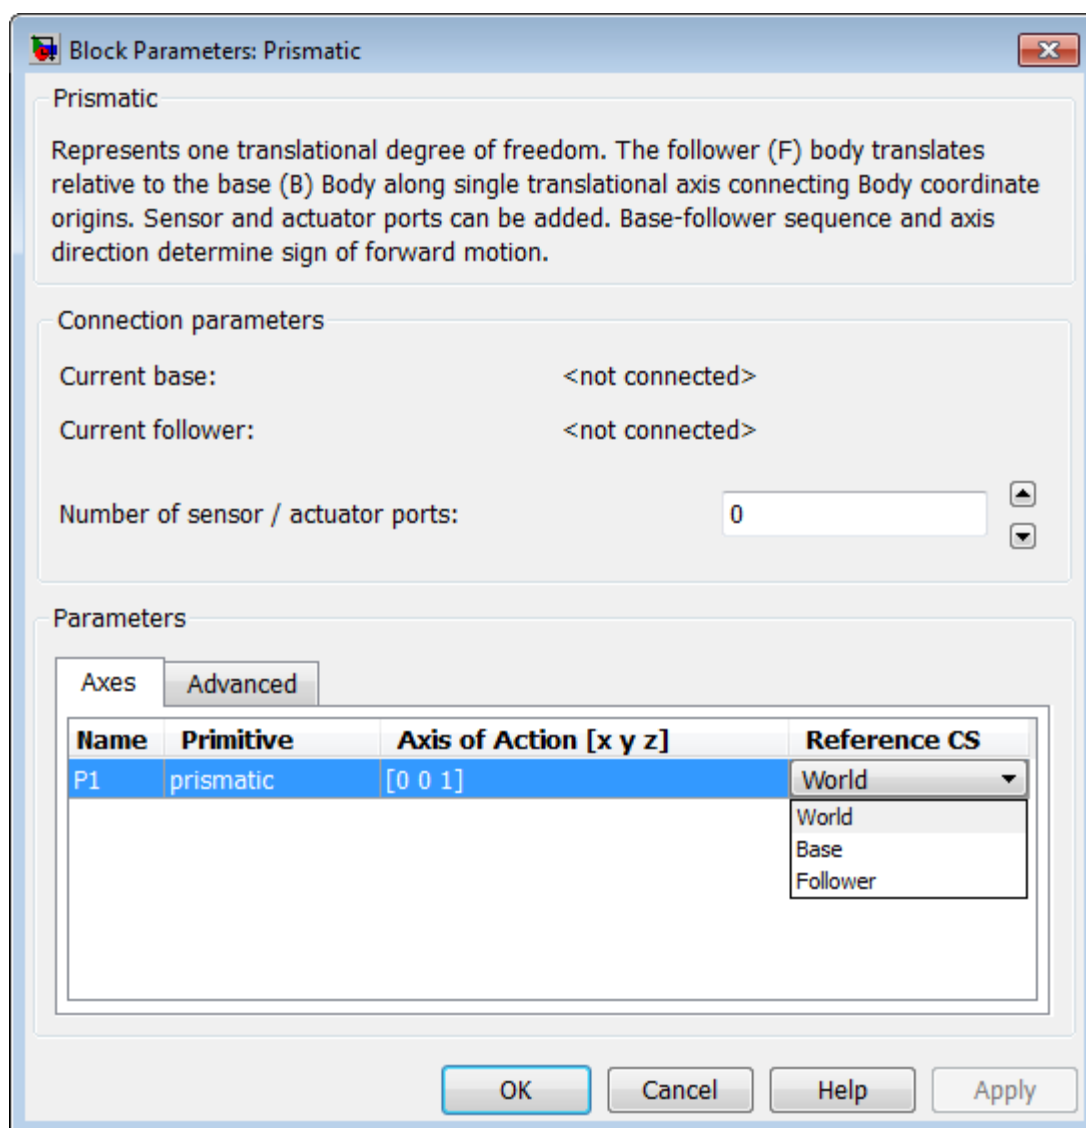 Block Parameters: Prismatic
Prismatic
Represents one translational degree of freedom. The follower (F) body translates
relative to the base (B) Body along single translational axis connecting Body coordinate
origins. Sensor and actuator ports can be added. Base-follower sequence and axis
direction determine sign of forward motion.
Connection parameters
Current base: <not connected>
Current follower: <not connected>
Number of sensor / actuator ports: 0
Parameters
Axes Advanced
Name Primitive Axis of Action [x y z] Reference CS
P1 prismatic [0 0 1] World
World
Base
Follower
OK Cancel Help Apply